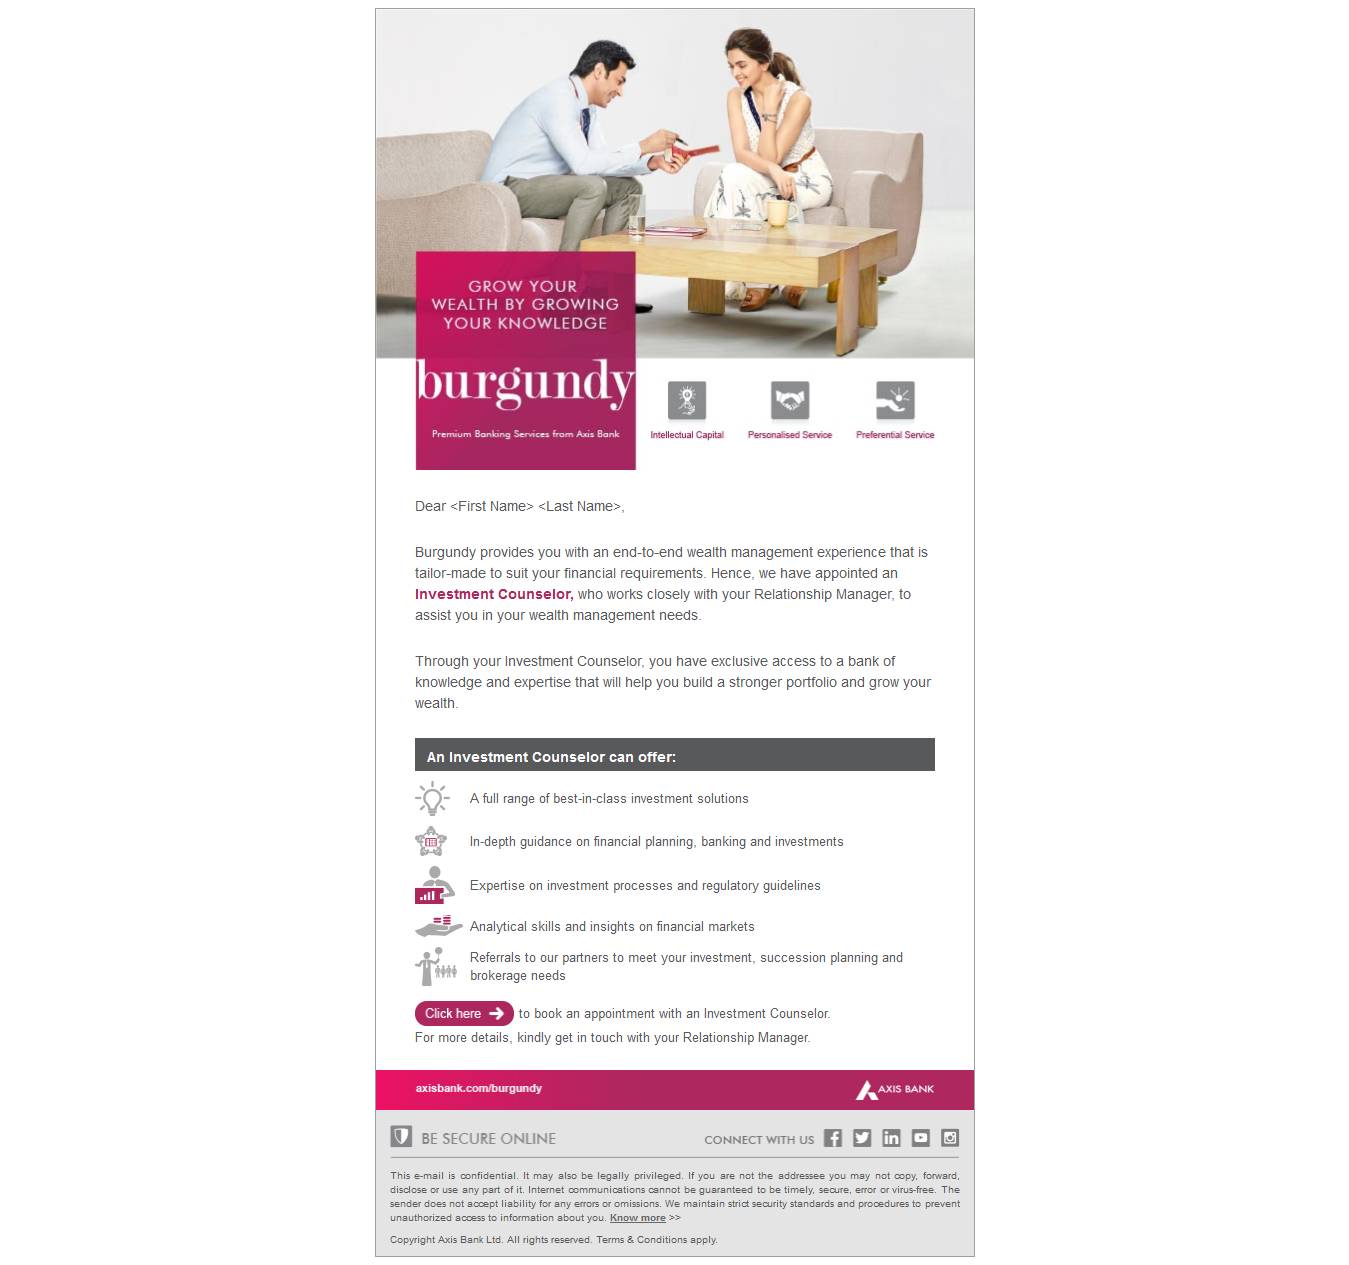 GROW YOUR
WEALTH BY GROWING
YOUR KNOWLEDGE
burgundy
Premium Banking Services from Axis Bank
Intellectual Capital
Personalised Service
Preferential Service
Dear <First Name> <Last Name>,
Burgundy provides you with an end-to-end wealth management experience that is
tailor-made to suit your financial requirements. Hence, we have appointed an
Investment Counselor, who works closely with your Relationship Manager, to
assist you in your wealth management needs.
Through your Investment Counselor, you have exclusive access to a bank of
knowledge and expertise that will help you build a stronger portfolio and grow your
wealth.
An Investment Counselor can offer:
A full range of best-in-class investment solutions
In-depth guidance on financial planning, banking and investments
Expertise on investment processes and regulatory guidelines
Analytical skills and insights on financial markets
Referrals to our partners to meet your investment, succession planning and
brokerage needs
Click here to book an appointment with an Investment Counselor.
For more details, kindly get in touch with your Relationship Manager.
axisbank.com/burgundy
AXIS BANK
BE SECURE ONLINE
CONNECT WITH US
This e-mail is confidential. It may also be legally privileged. If you are not the addressee you may not copy, forward,
disclose or use any part of it. Internet communications cannot be guaranteed to be timely, secure, error or virus-free. The
sender does not accept liability for any errors or omissions. We maintain strict security standards and procedures to prevent
unauthorized access to information about you. Know more >>
Copyright Axis Bank Ltd. All rights reserved. Terms & Conditions apply.